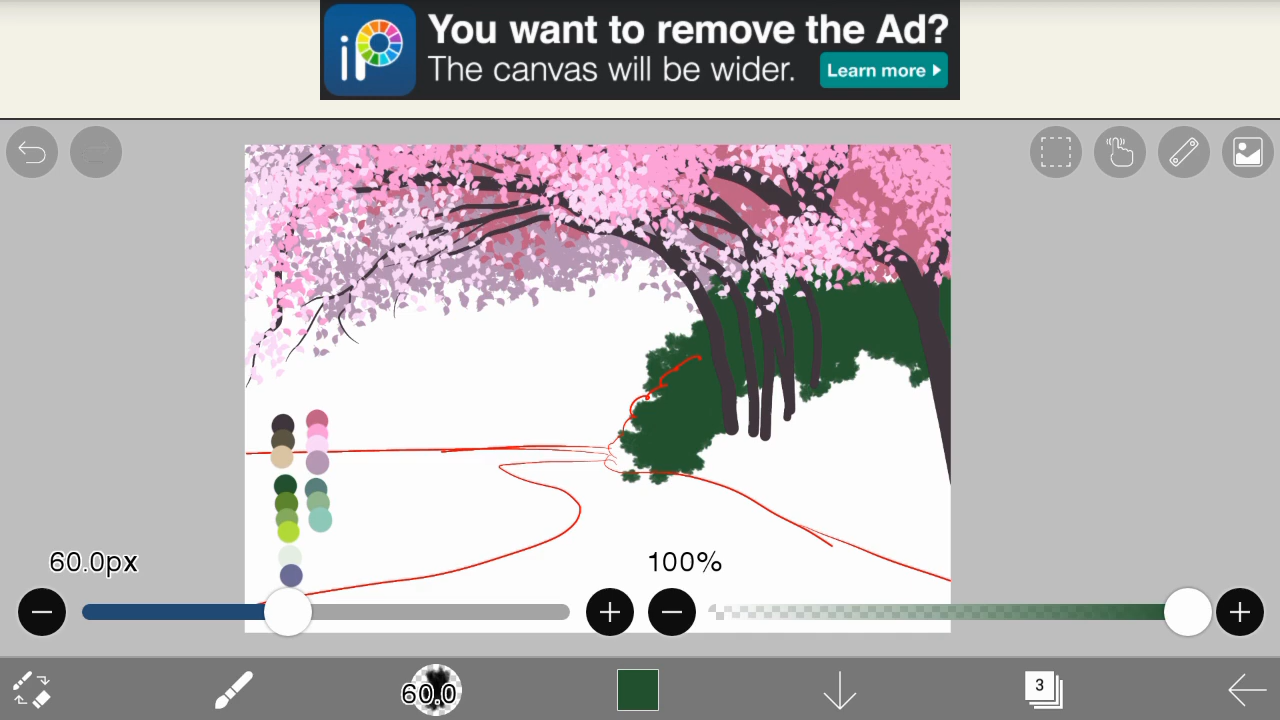 iP
You want to remove the Ad?
The canvas will be wider.
Learn more
60.0px
100%
60.0
3